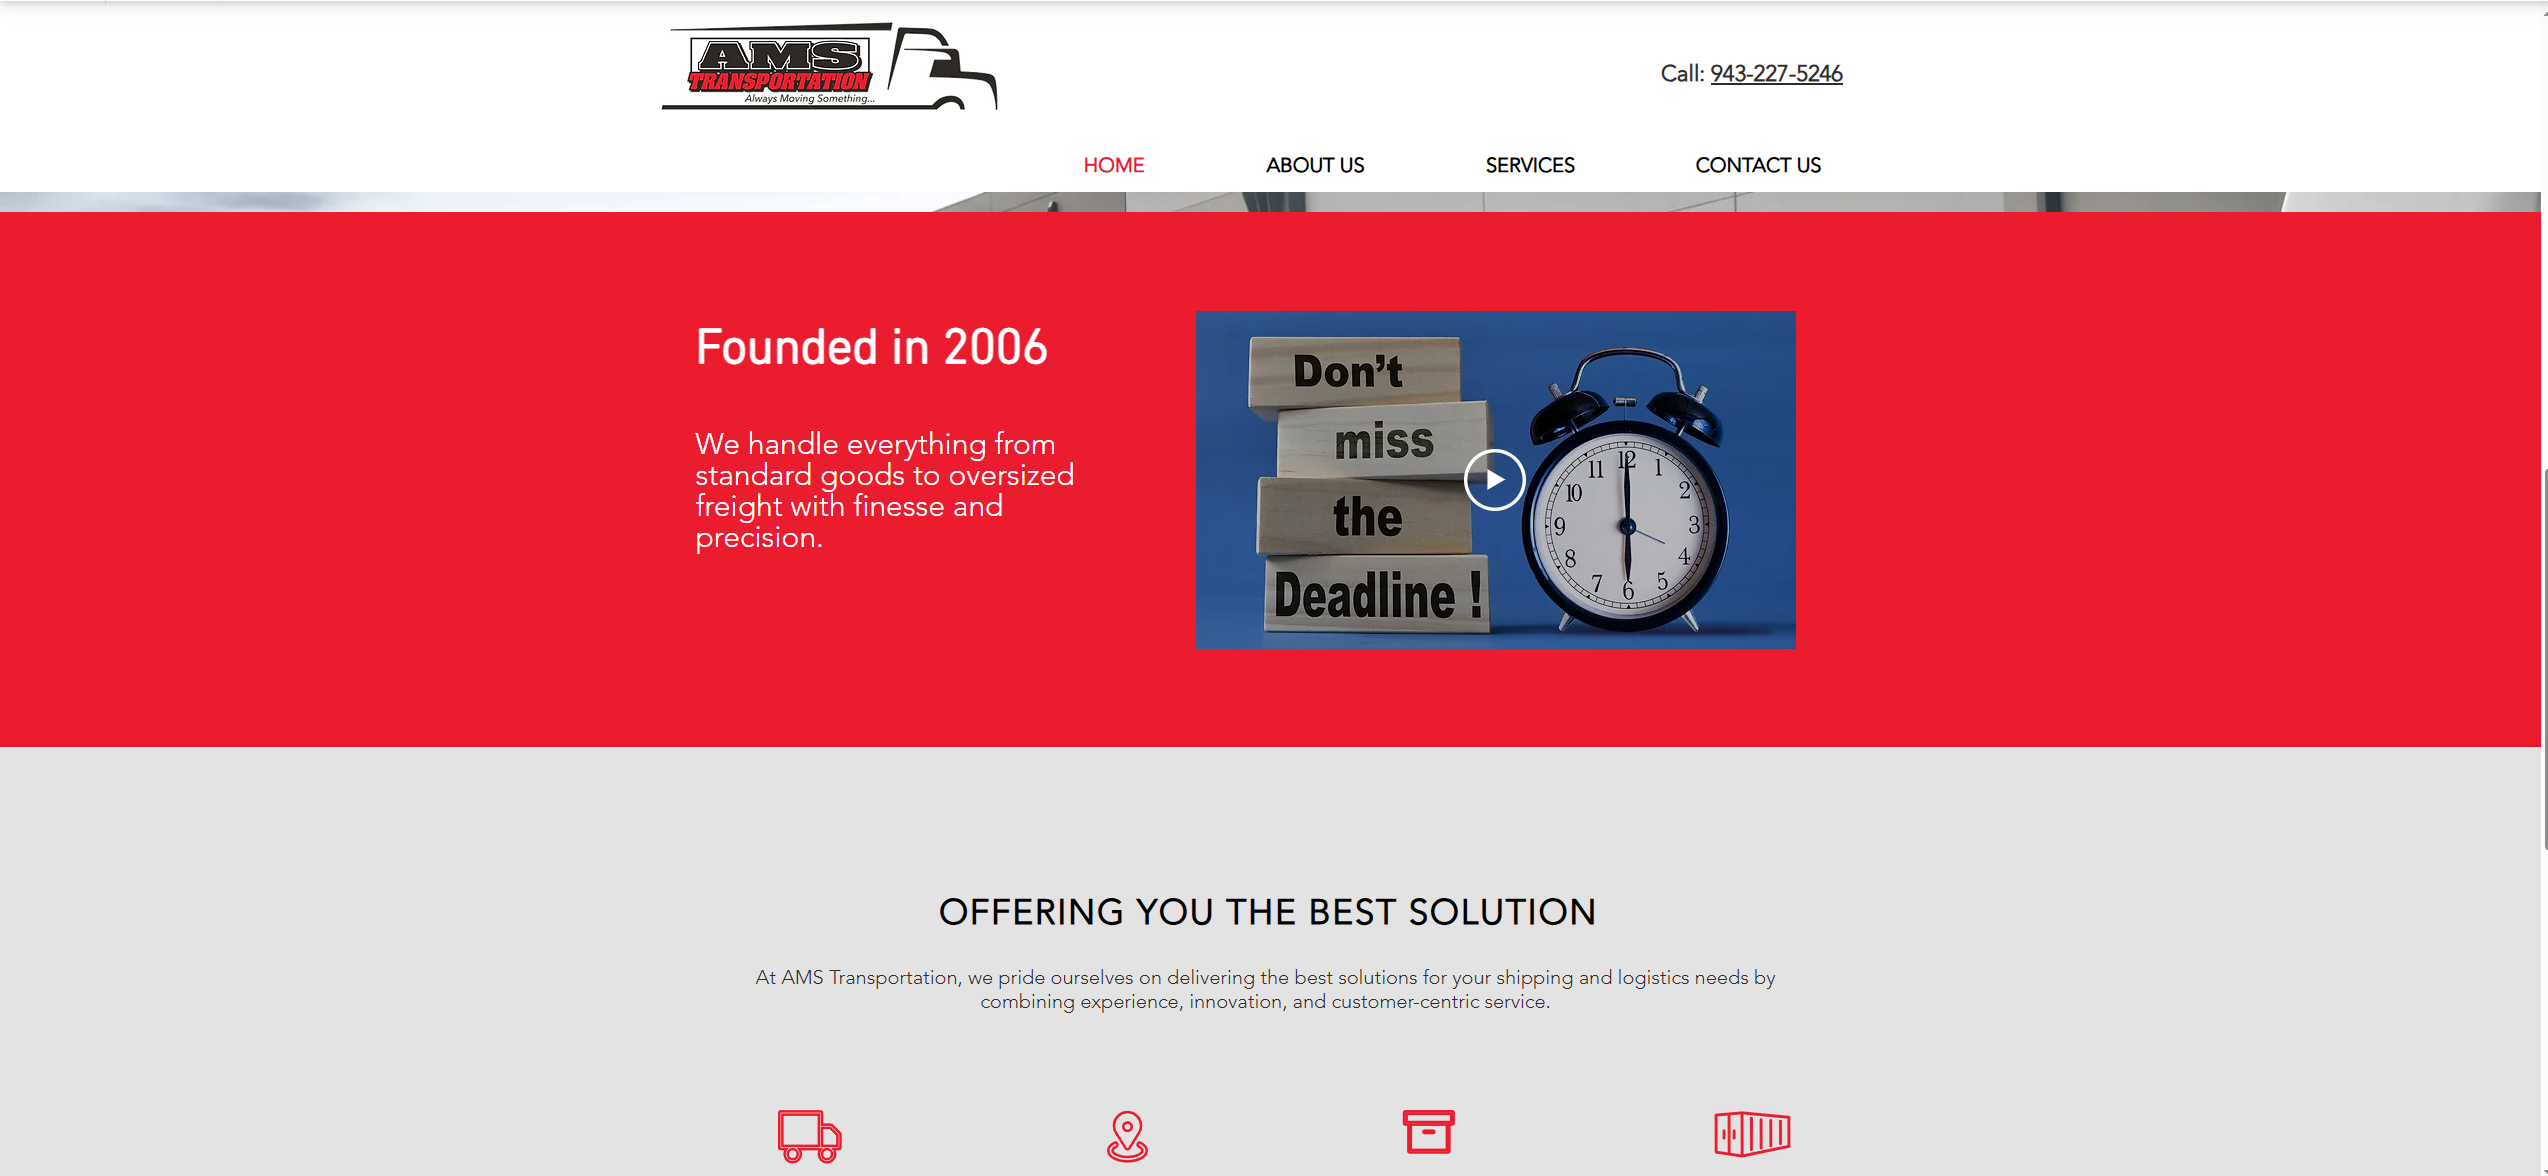 AMS
TRANSPORTATION
Always Moving Something...
Call: 943-227-5246
HOME
ABOUT US
SERVICES
CONTACT US
Founded in 2006
We handle everything from
standard goods to oversized
freight with finesse and
precision.
Don't
miss
the
Deadline !
12
1
2
3
4
5
6
7
8
9
10
11
OFFERING YOU THE BEST SOLUTION
At AMS Transportation, we pride ourselves on delivering the best solutions for your shipping and logistics needs by
combining experience, innovation, and customer-centric service.